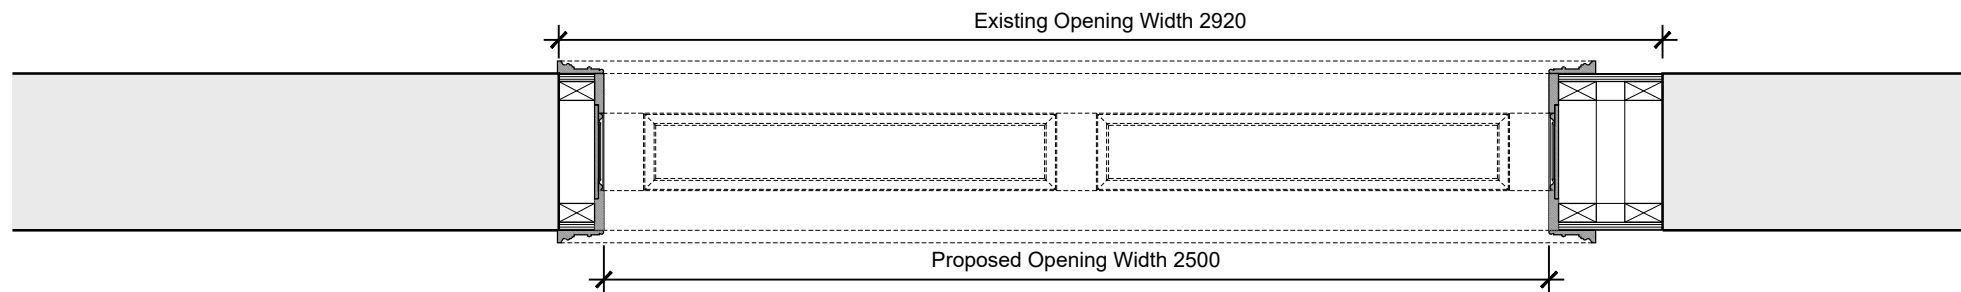 Existing Opening Width 2920
Proposed Opening Width 2500